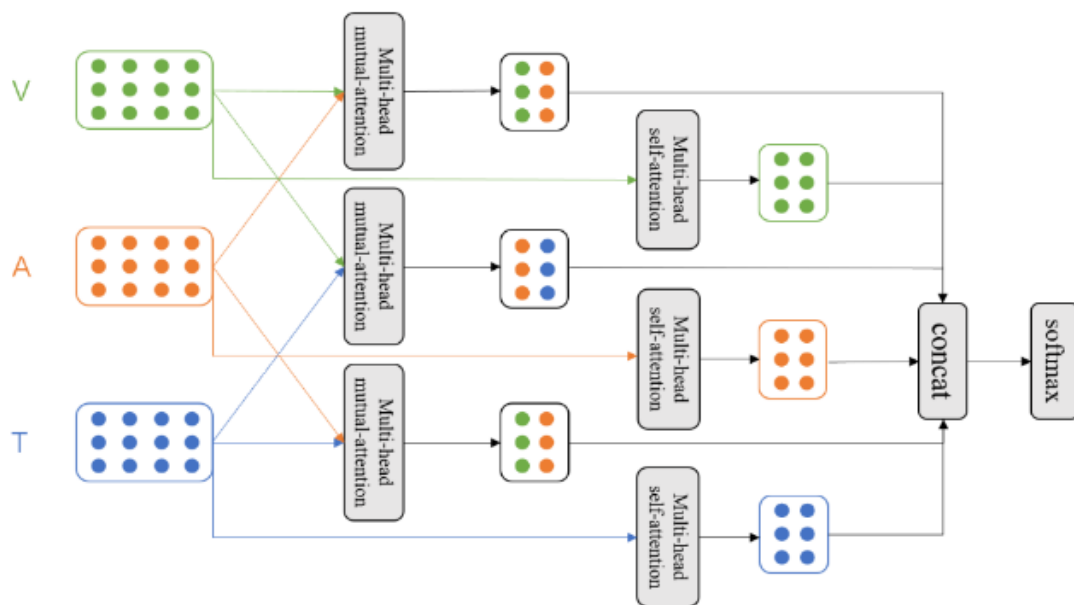 V
Multi-head
mutual-attention
Multi-head
self-attention
A
Multi-head
mutual-attention
Multi-head
self-attention
concat
softmax
T
Multi-head
mutual-attention
Multi-head
self-attention